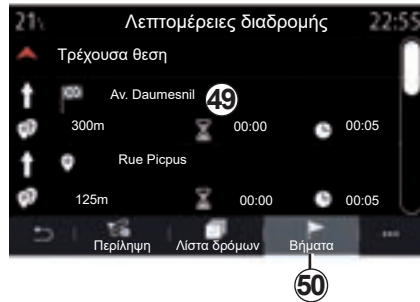 21 Λεπτομέρειες διαδρομής 22:55
Τρέχουσα θεση
Av. Daumesnil 49
300m 00:00 00:05
Rue Picpus
125m 00:00 00:05
Περίληψη Λίστα δρόμων Βήματα
50